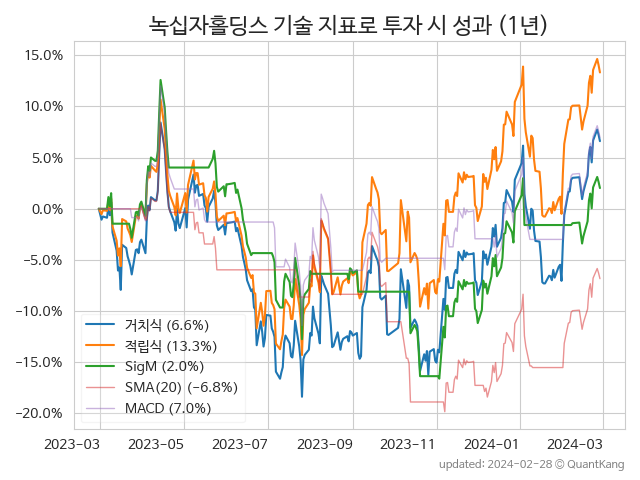 녹십자홀딩스 기술 지표로 투자 시 성과 (1년)
15.0%
10.0%
5.0%
0.0%
−5.0%
−10.0%
−15.0%
−20.0%
거치식 (6.6%)
적립식 (13.3%)
SigM (2.0%)
SMA(20) (−6.8%)
MACD (7.0%)
2023-03 2023-05 2023-07 2023-09 2023-11 2024-01 2024-03
updated: 2024-02-28 ⓒ QuantKang